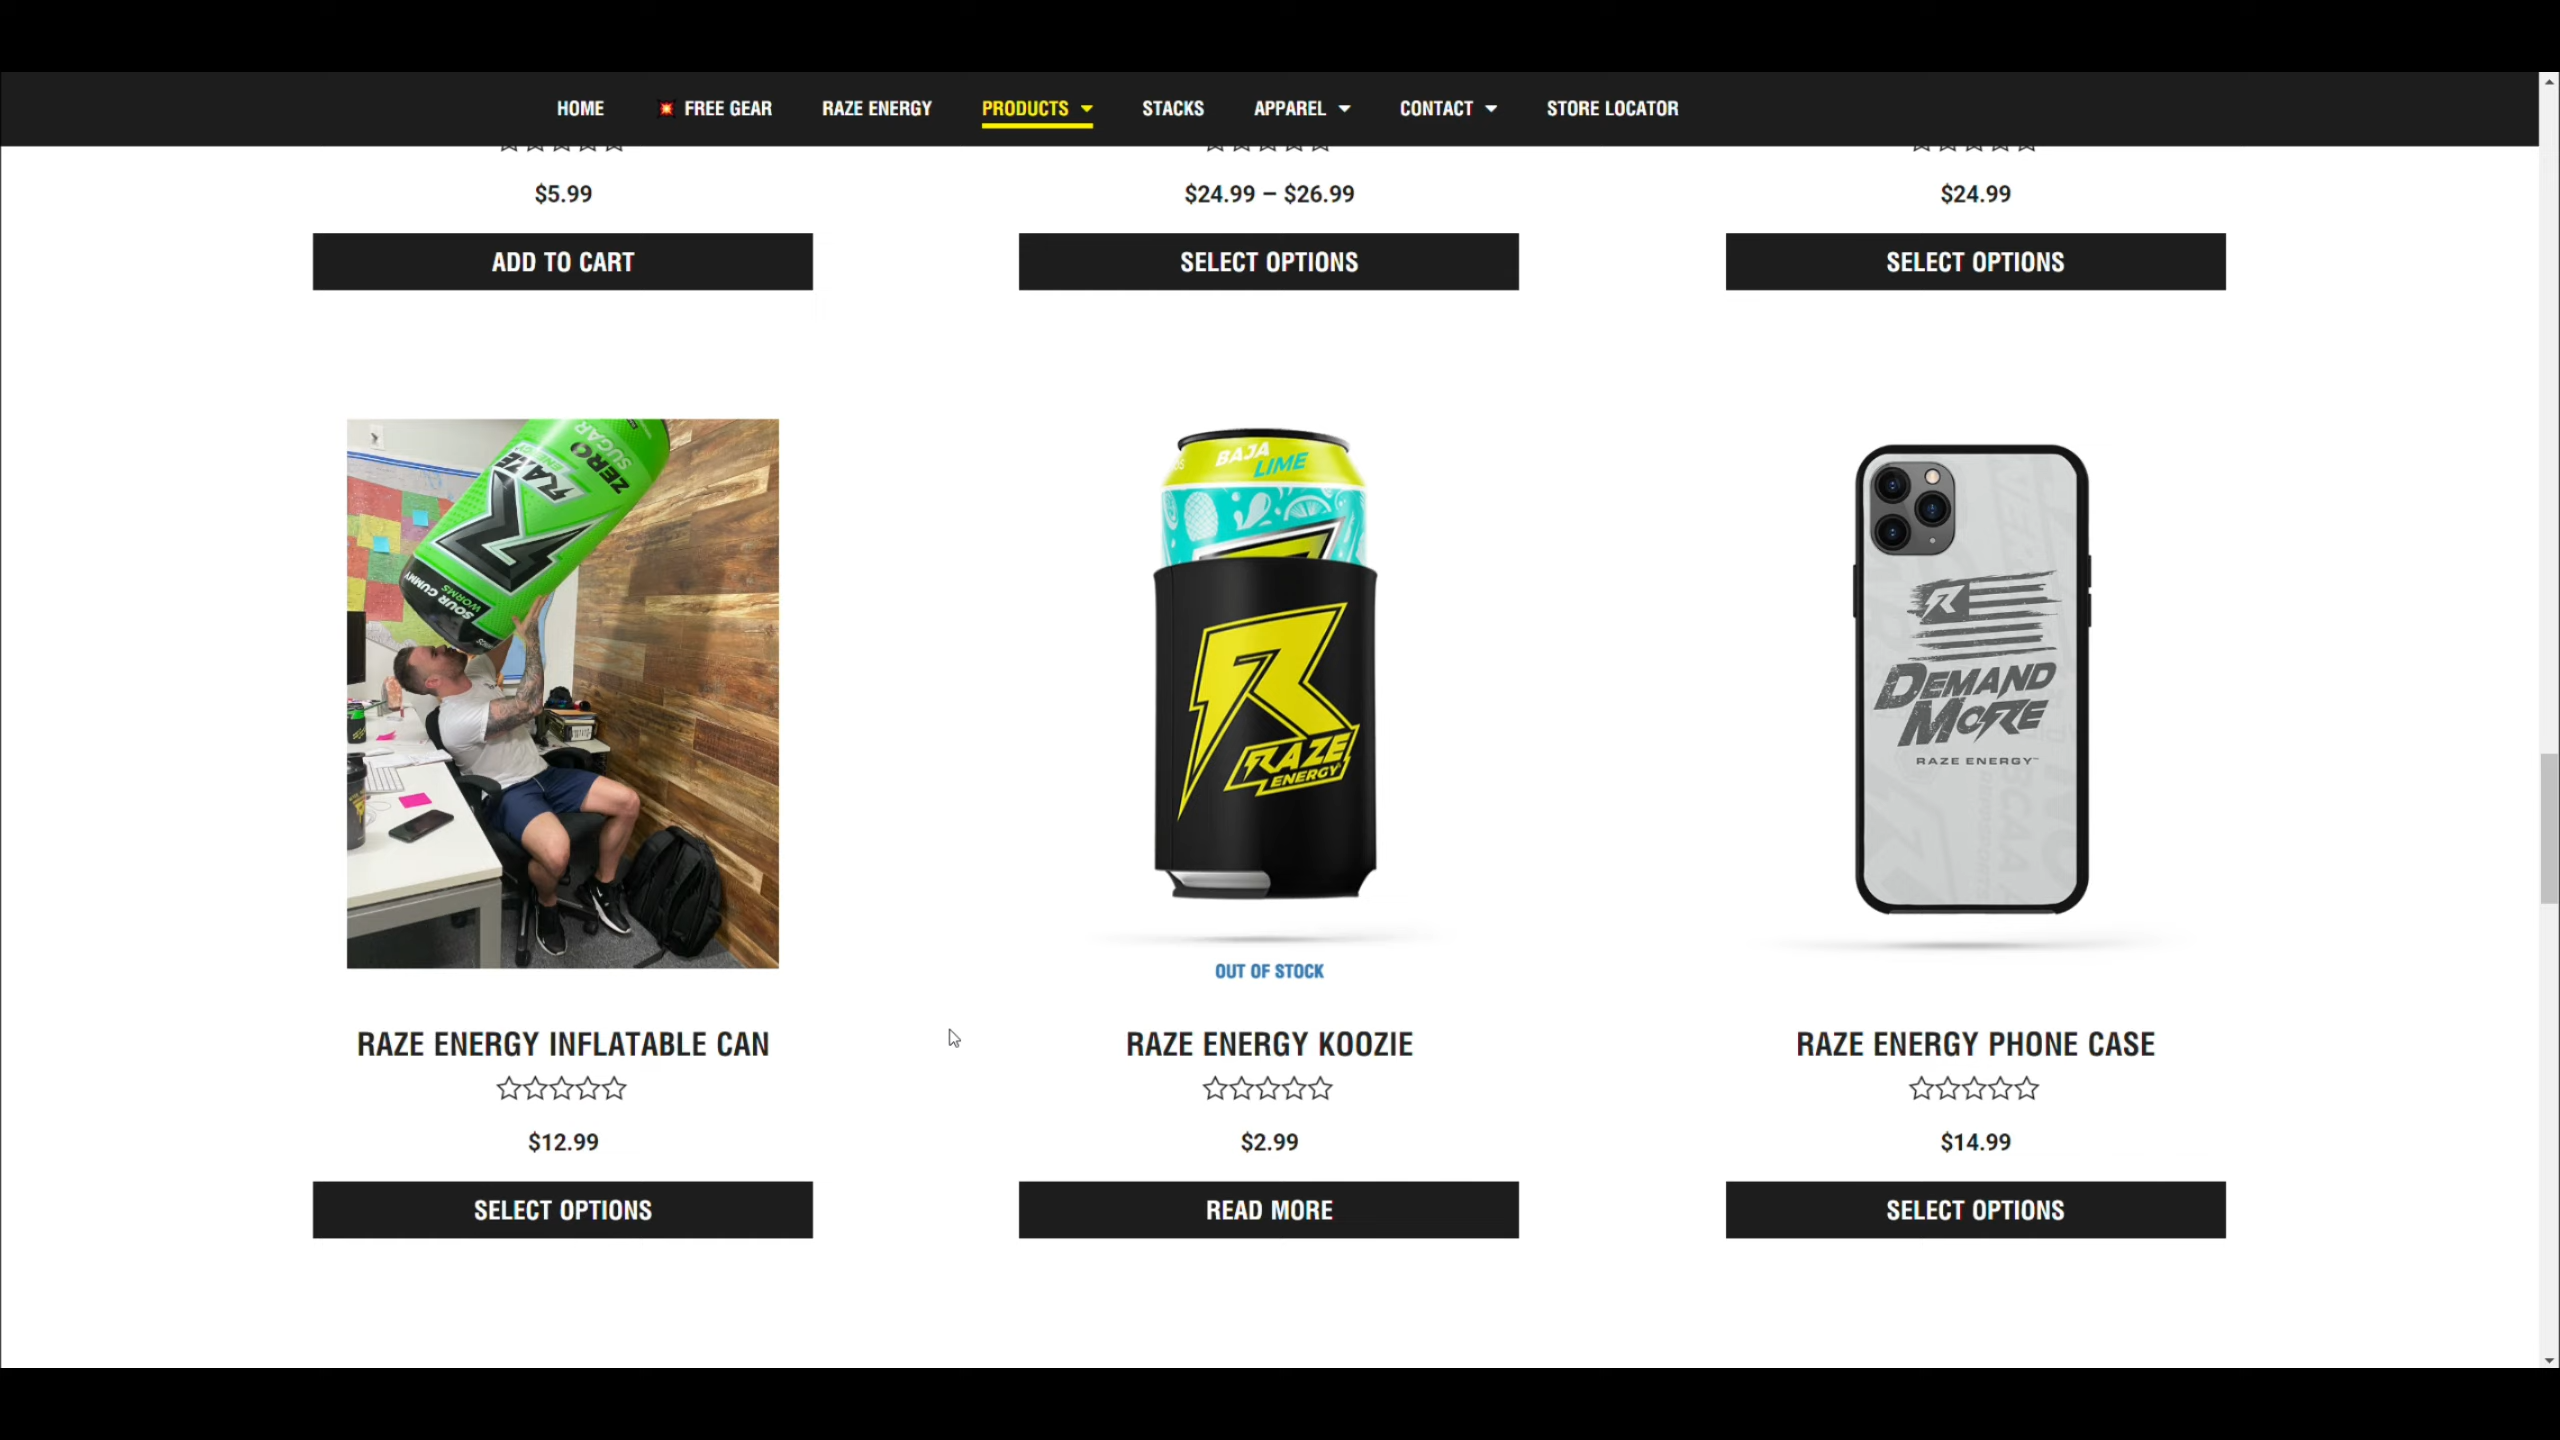 HOME FREE GEAR RAZE ENERGY PRODUCTS STACKS APPAREL CONTACT STORE LOCATOR
$5.99
$24.99 – $26.99
$24.99
ADD TO CART
SELECT OPTIONS
SELECT OPTIONS
ZERO
SUGAR
RAZE
ENERGY
SOUR GUMMY
WORMS
BAJA
LIME
RAZE
ENERGY
DEMAND
MORE
RAZE ENERGY™
OUT OF STOCK
RAZE ENERGY INFLATABLE CAN
RAZE ENERGY KOOZIE
RAZE ENERGY PHONE CASE
$12.99
$2.99
$14.99
SELECT OPTIONS
READ MORE
SELECT OPTIONS